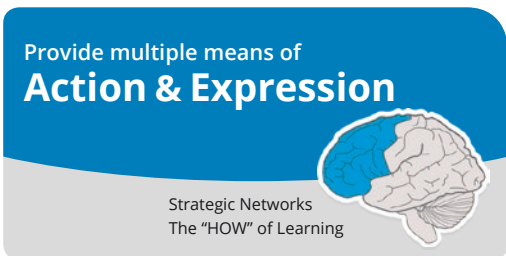 Provide multiple means of
Action & Expression
Strategic Networks
The “HOW” of Learning